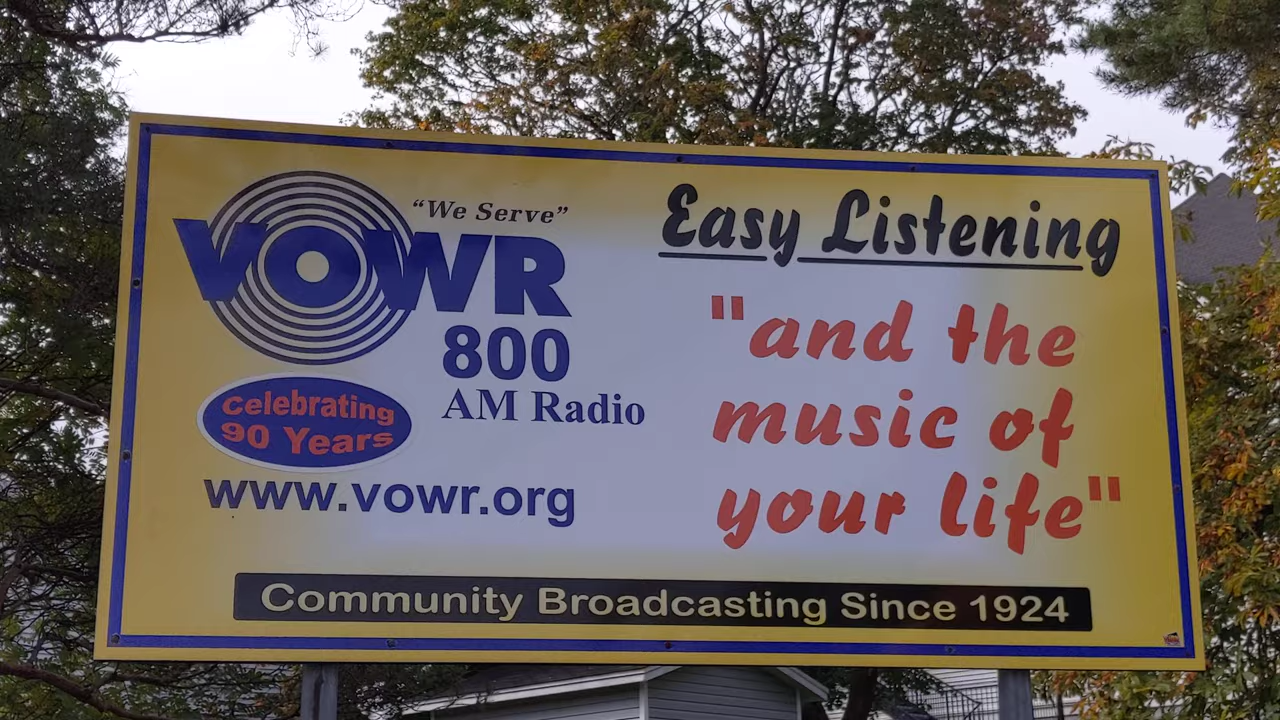 "We Serve"
VOWR
800
AM Radio
Celebrating
90 Years
www.vowr.org
Easy Listening
"and the
music of
your life"
Community Broadcasting Since 1924